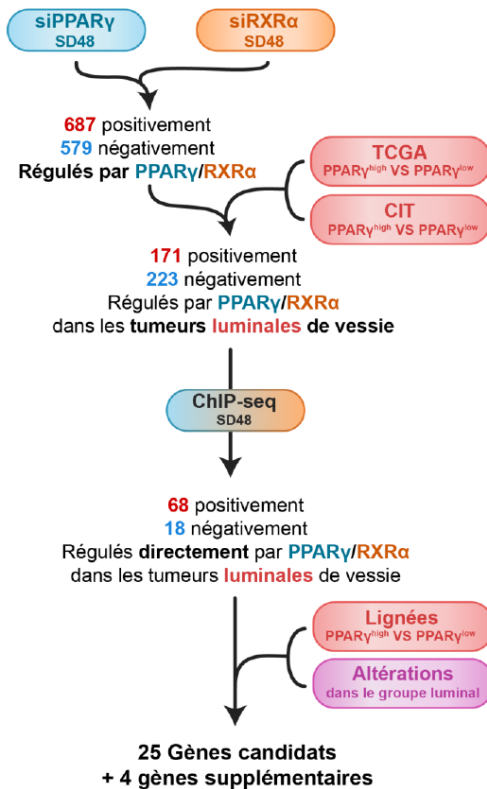 siPPARγ
SD48
siRXRα
SD48
687 positivement
579 négativement
Régulés par PPARγ/RXRα
TCGA
PPARγhigh VS PPARγlow
CIT
PPARγhigh VS PPARγlow
171 positivement
223 négativement
Régulés par PPARγ/RXRα
dans les tumeurs luminales de vessie
ChIP-seq
SD48
68 positivement
18 négativement
Régulés directement par PPARγ/RXRα
dans les tumeurs luminales de vessie
Lignées
PPARγhigh VS PPARγlow
Altérations
dans le groupe luminal
25 Gènes candidats
+ 4 gènes supplémentaires